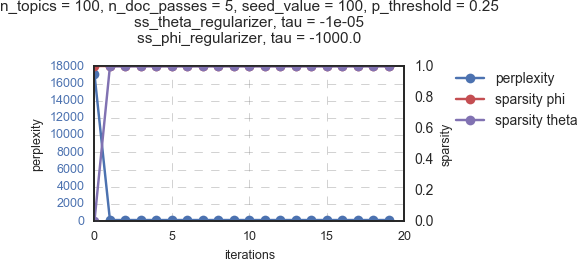 n_topics = 100, n_doc_passes = 5, seed_value = 100, p_threshold = 0.25
ss_theta_regularizer, tau = -1e-05
ss_phi_regularizer, tau = -1000.0
18000
16000
14000
12000
10000
8000
6000
4000
2000
0
perplexity
1.0
0.8
0.6
0.4
0.2
0.0
sparsity
perplexity
sparsity phi
sparsity theta
0 5 10 15 20
iterations